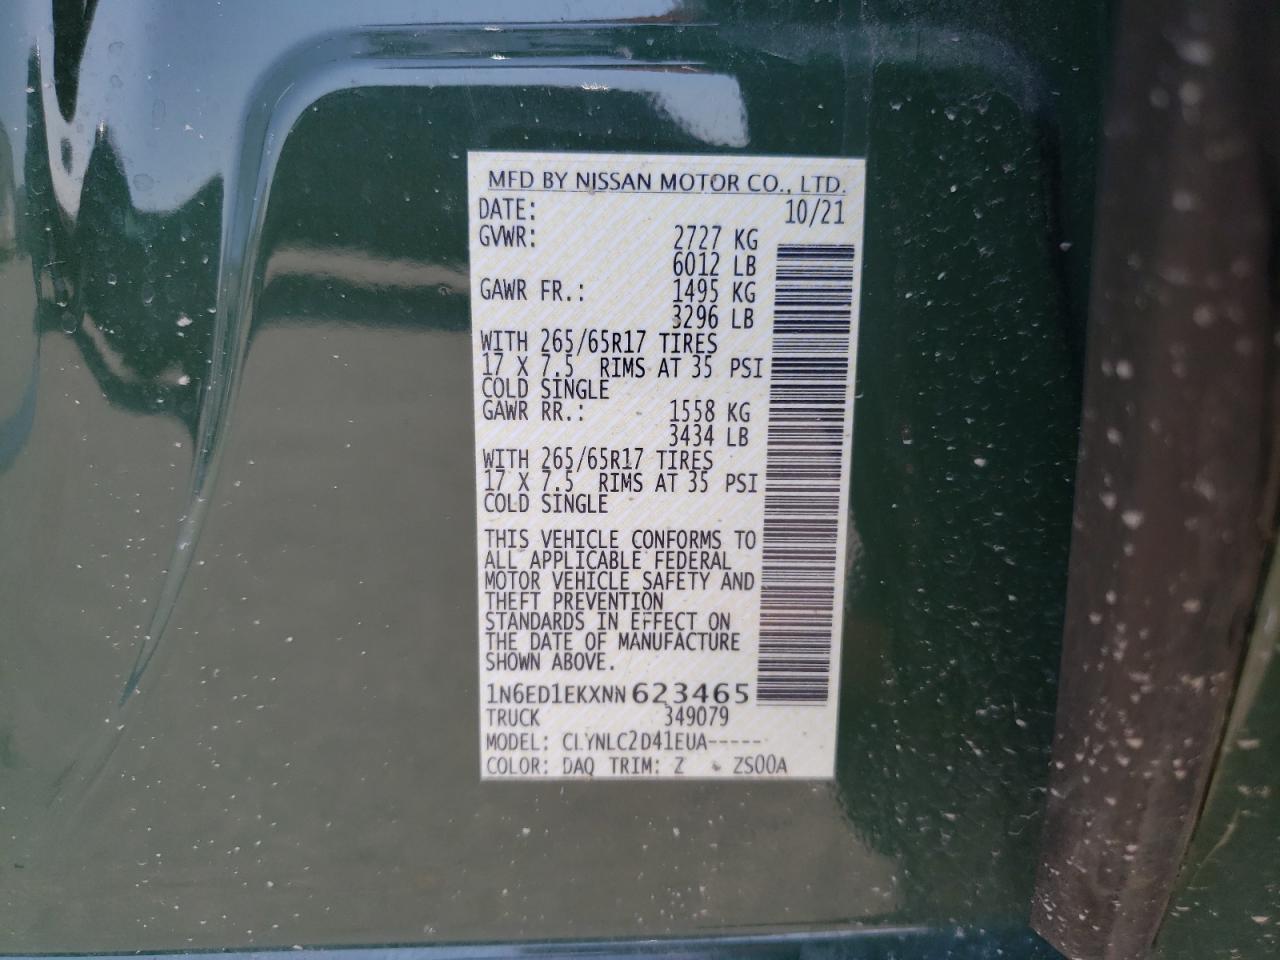 MFD BY NISSAN MOTOR CO., LTD.
DATE: 10/21
GVWR: 2727 KG
6012 LB
GAWR FR.: 1495 KG
3296 LB
WITH 265/65R17 TIRES
17 X 7.5 RIMS AT 35 PSI
COLD SINGLE
GAWR RR.: 1558 KG
3434 LB
WITH 265/65R17 TIRES
17 X 7.5 RIMS AT 35 PSI
COLD SINGLE
THIS VEHICLE CONFORMS TO
ALL APPLICABLE FEDERAL
MOTOR VEHICLE SAFETY AND
THEFT PREVENTION
STANDARDS IN EFFECT ON
THE DATE OF MANUFACTURE
SHOWN ABOVE.
1N6ED1EKXNN623465
TRUCK 349079
MODEL: CLYNLC2D41EUA-----
COLOR: DAQ TRIM: Z ZS00A